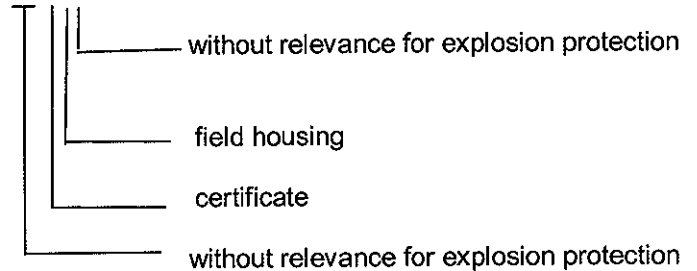 without relevance for explosion protection
field housing
certificate
without relevance for explosion protection